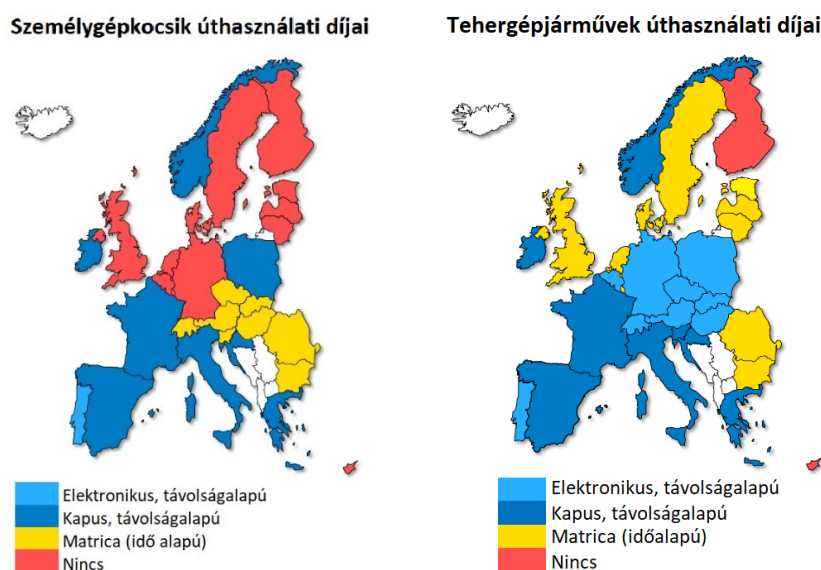 Személygépkocsik úthasználati díjai
Elektronikus, távolságalapú
Kapus, távolságalapú
Matrica (idő alapú)
Nincs
Tehergépjárművek úthasználati díjai
Elektronikus, távolságalapú
Kapus, távolságalapú
Matrica (időalapú)
Nincs